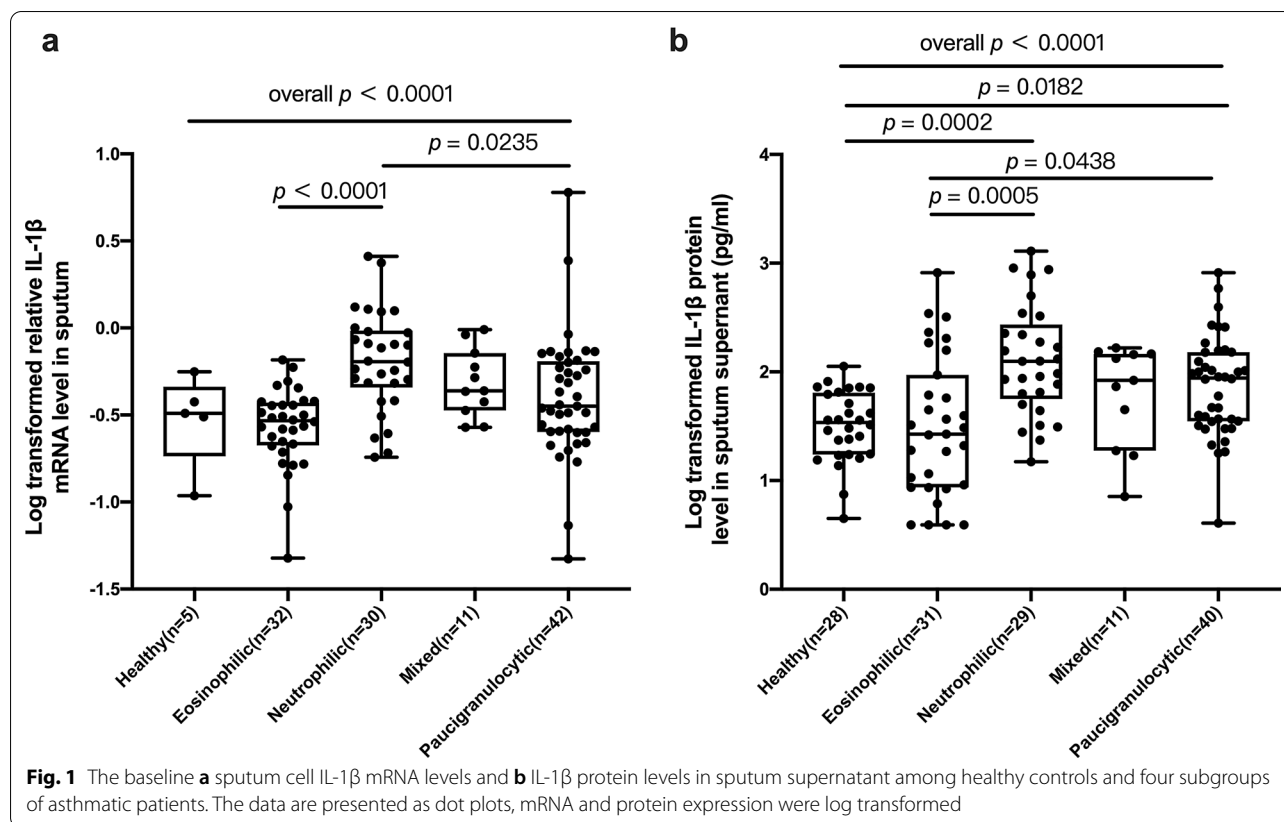 a
overall p < 0.0001
p = 0.0235
p < 0.0001
Log transformed relative IL-1β
mRNA level in sputum
1.0
0.5
0.0
-0.5
-1.0
-1.5
Healthy(n=5)
Eosinophilic(n=32)
Neutrophilic(n=30)
Mixed(n=11)
Paucigranulocytic(n=42)
b
overall p < 0.0001
p = 0.0182
p = 0.0002
p = 0.0438
p = 0.0005
Log transformed IL-1β protein
level in sputum supernant (pg/ml)
4
3
2
1
0
Healthy(n=28)
Eosinophilic(n=31)
Neutrophilic(n=29)
Mixed(n=11)
Paucigranulocytic(n=40)
Fig. 1 The baseline a sputum cell IL-1β mRNA levels and b IL-1β protein levels in sputum supernatant among healthy controls and four subgroups
of asthmatic patients. The data are presented as dot plots, mRNA and protein expression were log transformed